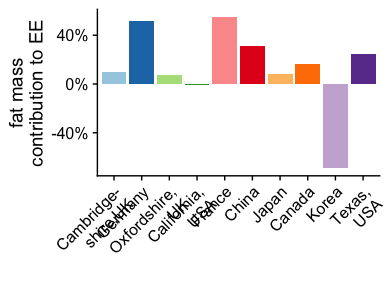 fat mass
contribution to EE
40%
0%
-40%
Cambridge-
shire,UK
Germany
Oxfordshire,
UK
California,
USA
France
China
Japan
Canada
Korea
Texas,
USA